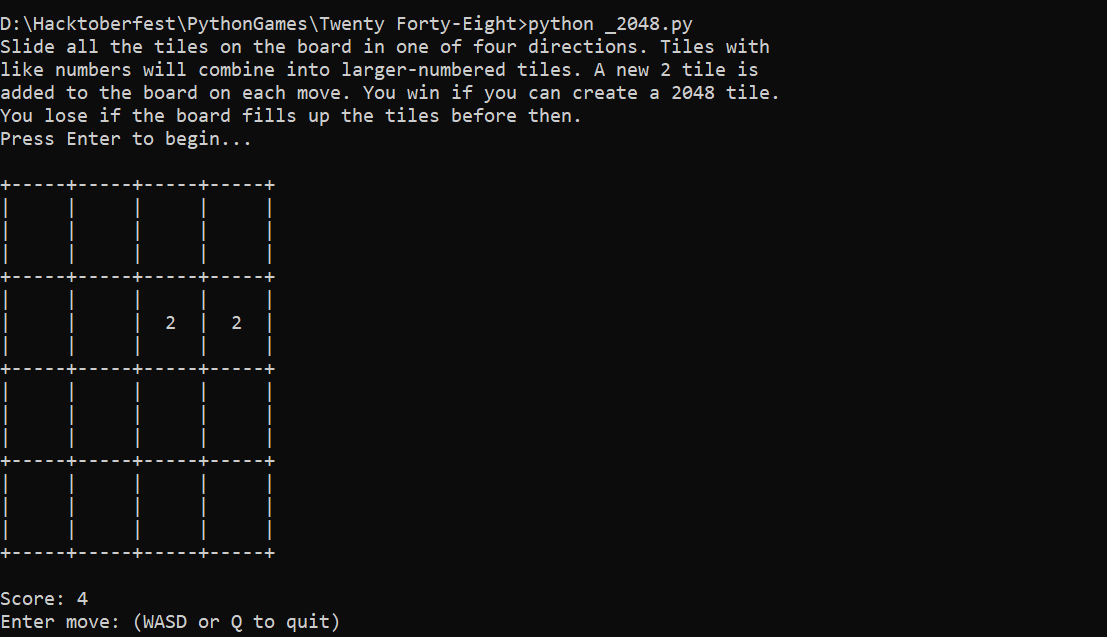 D:\Hacktoberfest\PythonGames\Twenty Forty-Eight>python _2048.py
Slide all the tiles on the board in one of four directions. Tiles with
like numbers will combine into larger-numbered tiles. A new 2 tile is
added to the board on each move. You win if you can create a 2048 tile.
You lose if the board fills up the tiles before then.
Press Enter to begin...

+-----+-----+-----+-----+
|     |     |     |     |
|     |     |     |     |
|     |     |     |     |
+-----+-----+-----+-----+
|     |     |     |     |
|     |     |  2  |  2  |
|     |     |     |     |
+-----+-----+-----+-----+
|     |     |     |     |
|     |     |     |     |
|     |     |     |     |
+-----+-----+-----+-----+
|     |     |     |     |
|     |     |     |     |
|     |     |     |     |
+-----+-----+-----+-----+

Score: 4
Enter move: (WASD or Q to quit)